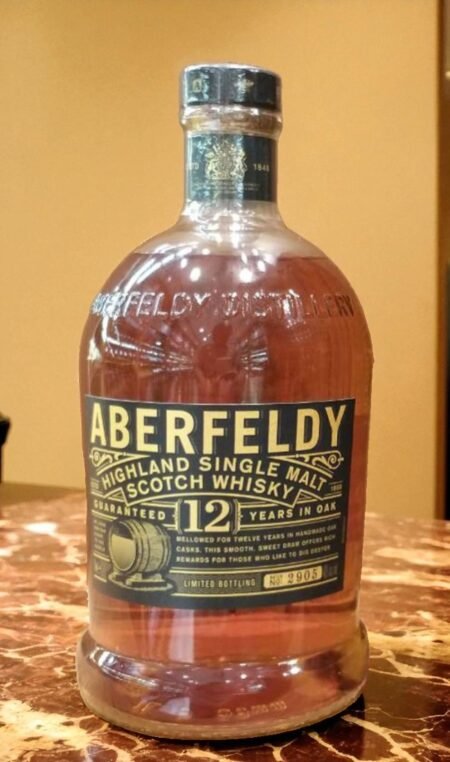 1846
ABERFELDY DISTILLERY
ABERFELDY
HIGHLAND SINGLE MALT
SCOTCH WHISKY
GUARANTEED 12 YEARS IN OAK
MELLOWED FOR TWELVE YEARS IN HANDMADE OAK
CASKS. THIS SMOOTH, SWEET DRAM OFFERS RICH
REWARDS FOR THOSE WHO LIKE TO DIG DEEPER
LIMITED BOTTLING 2905